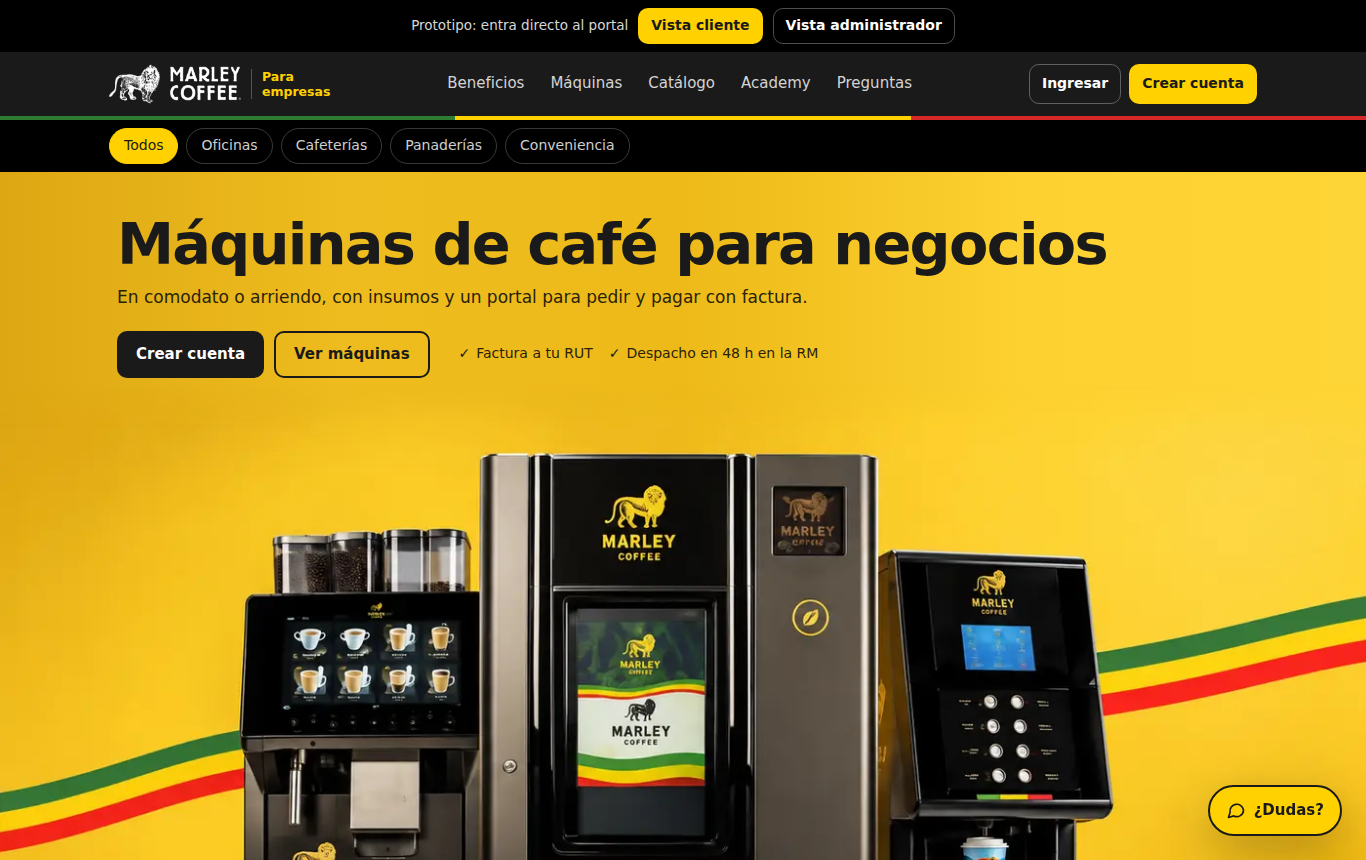 Prototipo: entra directo al portal Vista cliente Vista administrador
MARLEY COFFEE Para empresas Beneficios Máquinas Catálogo Academy Preguntas Ingresar Crear cuenta
Todos Oficinas Cafeterías Panaderías Conveniencia
Máquinas de café para negocios
En comodato o arriendo, con insumos y un portal para pedir y pagar con factura.
Crear cuenta Ver máquinas ✓ Factura a tu RUT ✓ Despacho en 48 h en la RM
MARLEY
COFFEE
MARLEY
MARLEY
COFFEE
MARLEY
COFFEE
MARLEY
COFFEE
¿Dudas?